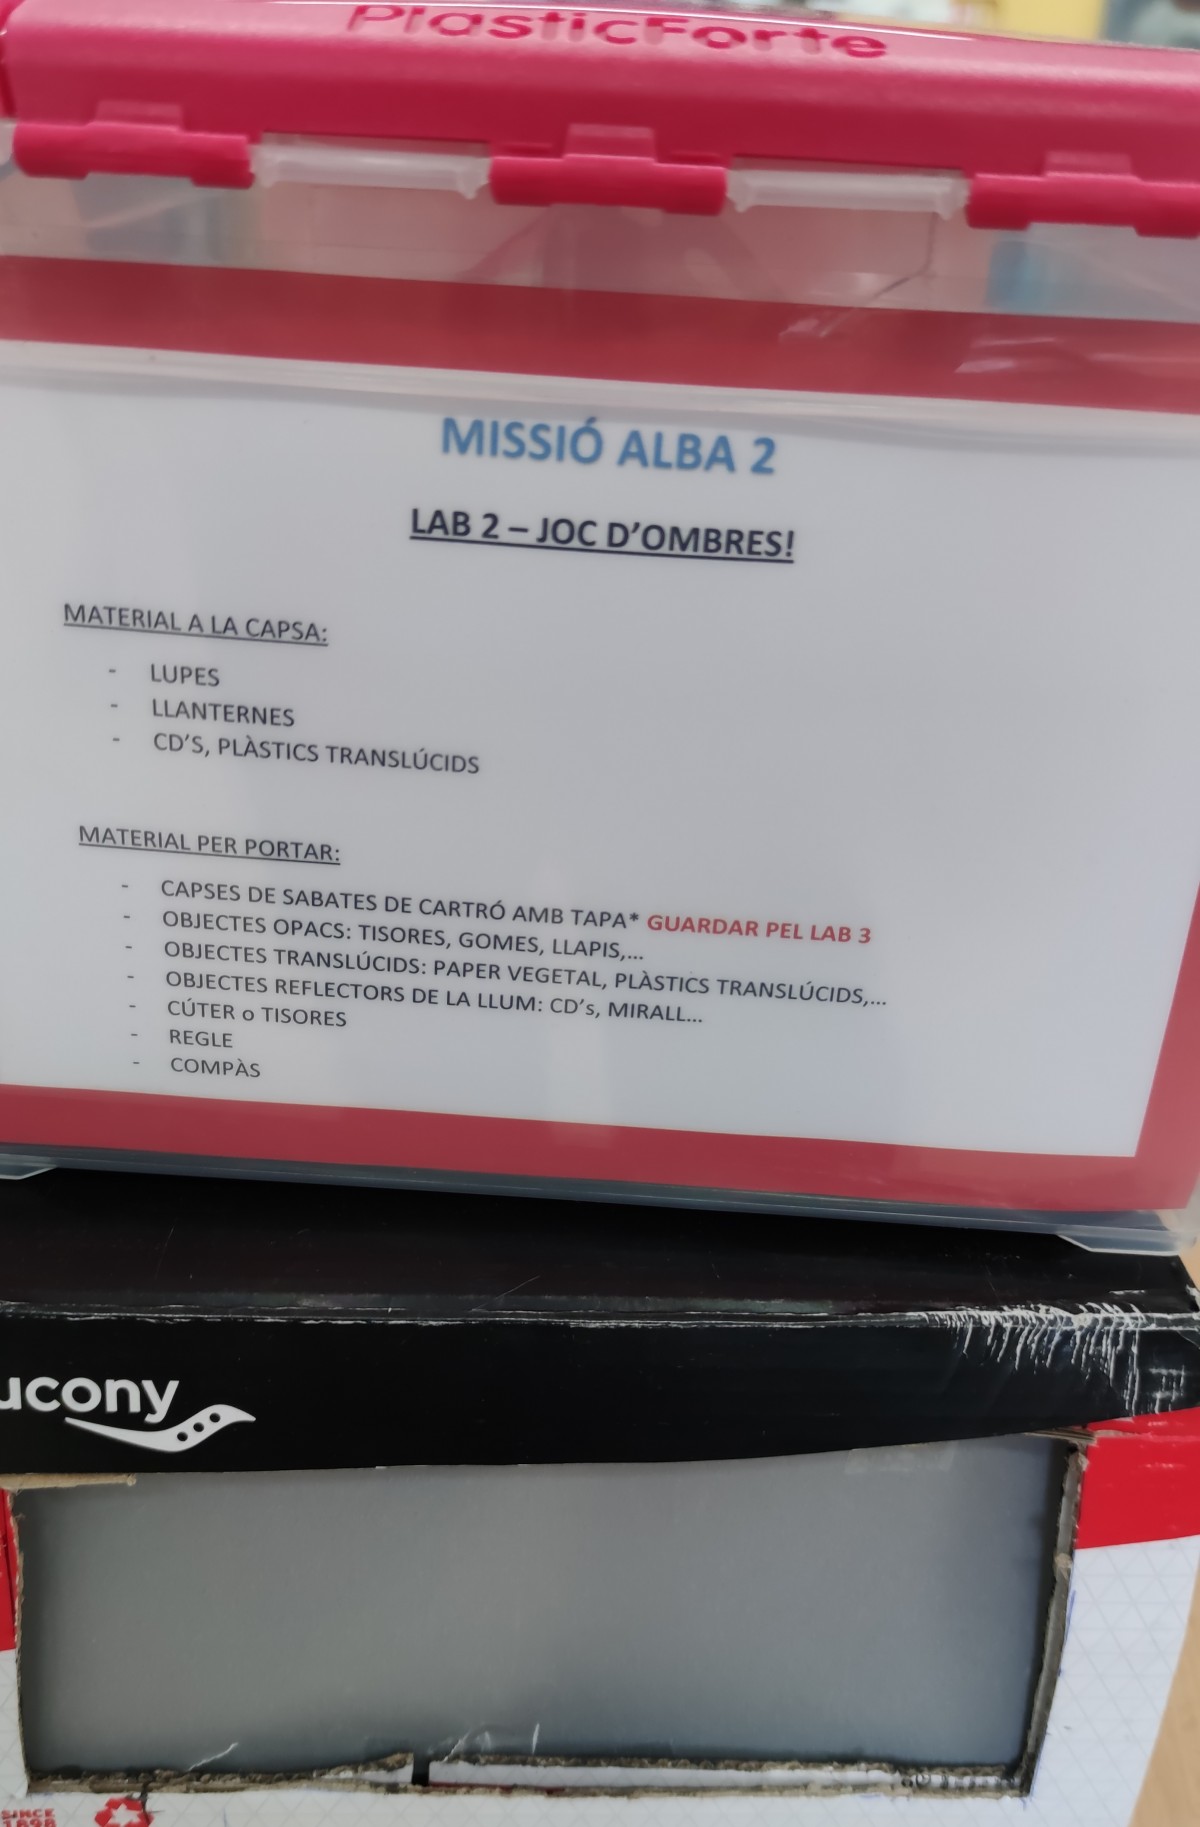 PlasticForte
MISSIÓ ALBA 2
LAB 2 – JOC D'OMBRES!
MATERIAL A LA CAPSA:
- LUPES
- LLANTERNES
- CD'S, PLÀSTICS TRANSLÚCIDS
MATERIAL PER PORTAR:
- CAPSES DE SABATES DE CARTRÓ AMB TAPA* GUARDAR PEL LAB 3
- OBJECTES OPACS: TISORES, GOMES, LLAPIS,...
- OBJECTES TRANSLÚCIDS: PAPER VEGETAL, PLÀSTICS TRANSLÚCIDS,...
- OBJECTES REFLECTORS DE LA LLUM: CD's, MIRALL...
- CÚTER o TISORES
- REGLE
- COMPÀS
ucony
SINCE
1898